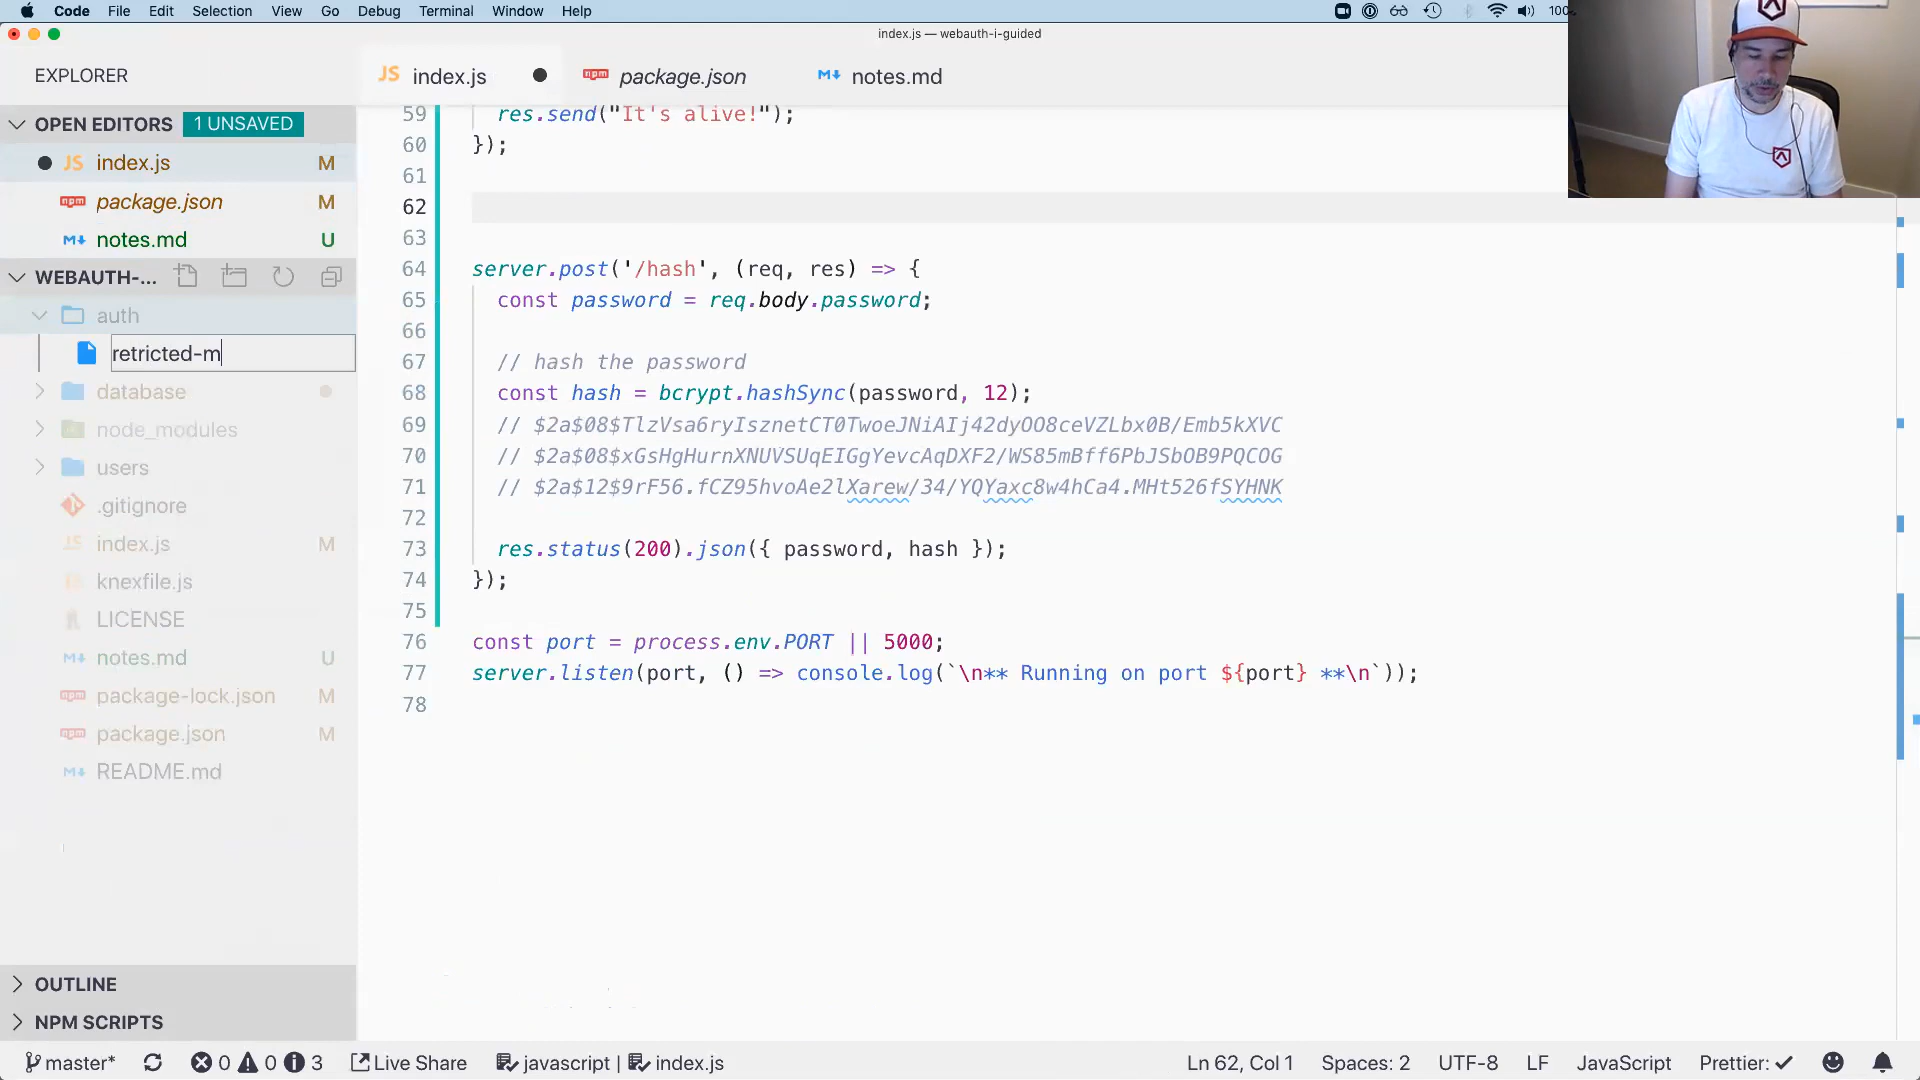 Code File Edit Selection View Go Debug Terminal Window Help 100%
index.js — webauth-i-guided
EXPLORER
JS index.js
npm package.json
M notes.md
OPEN EDITORS 1 UNSAVED
JS index.js M
npm package.json M
M notes.md U
WEBAUTH-...
auth
retricted-m
database
node_modules
users
.gitignore
JS index.js M
knexfile.js
LICENSE
M notes.md U
npm package-lock.json M
npm package.json M
M README.md
OUTLINE
NPM SCRIPTS
59 res.send("It's alive!");
60 });
61
62
63
64 server.post('/hash', (req, res) => {
65 const password = req.body.password;
66
67 // hash the password
68 const hash = bcrypt.hashSync(password, 12);
69 // $2a$08$TlzVsa6ryIsznetCT0TwoeJNiAIj42dyOO8ceVZLbx0B/Emb5kXVC
70 // $2a$08$xGsHgHurnXNUVSUqEIGgYevcAqDXF2/WS85mBff6PbJSbOB9PQCOG
71 // $2a$12$9rF56.fCZ95hvoAe2lXarew/34/YQYaxc8w4hCa4.MHt526fSYHNK
72
73 res.status(200).json({ password, hash });
74 });
75
76 const port = process.env.PORT || 5000;
77 server.listen(port, () => console.log(`\n** Running on port ${port} **\n`));
78
master* 0 0 3 Live Share javascript | index.js Ln 62, Col 1 Spaces: 2 UTF-8 LF JavaScript Prettier: ✓